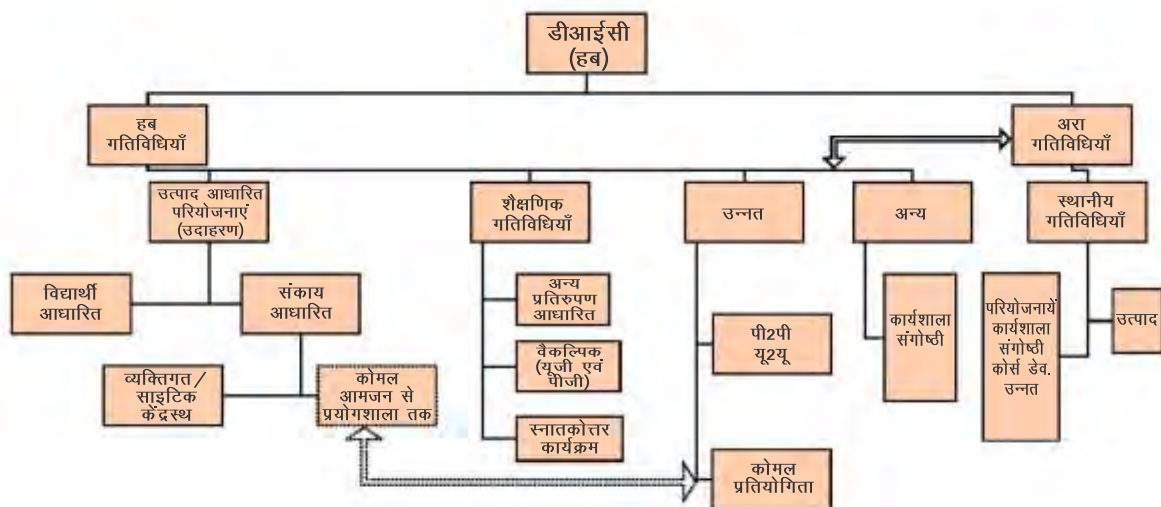 डीआईसी
(हब)
हब
गतिविधियाँ
अरा
गतिविधियाँ
उत्पाद आधारित
परियोजनाएं
(उदाहरण)
शैक्षणिक
गतिविधियाँ
उन्नत
अन्य
स्थानीय
गतिविधियाँ
विद्यार्थी
आधारित
संकाय
आधारित
अन्य
प्रतिरुपण
आधारित
पी2पी
यू2यू
कार्यशाला
संगोष्ठी
परियोजनायें
कार्यशाला
संगोष्ठी
कोर्स डेव.
उन्नत
उत्पाद
व्यक्तिगत/
साइटिक
केंद्रस्थ
कोमल
आमजन से
प्रयोगशाला तक
वैकल्पिक
(यूजी एवं
पीजी)
स्नातकोत्तर
कार्यक्रम
कोमल
प्रतियोगिता